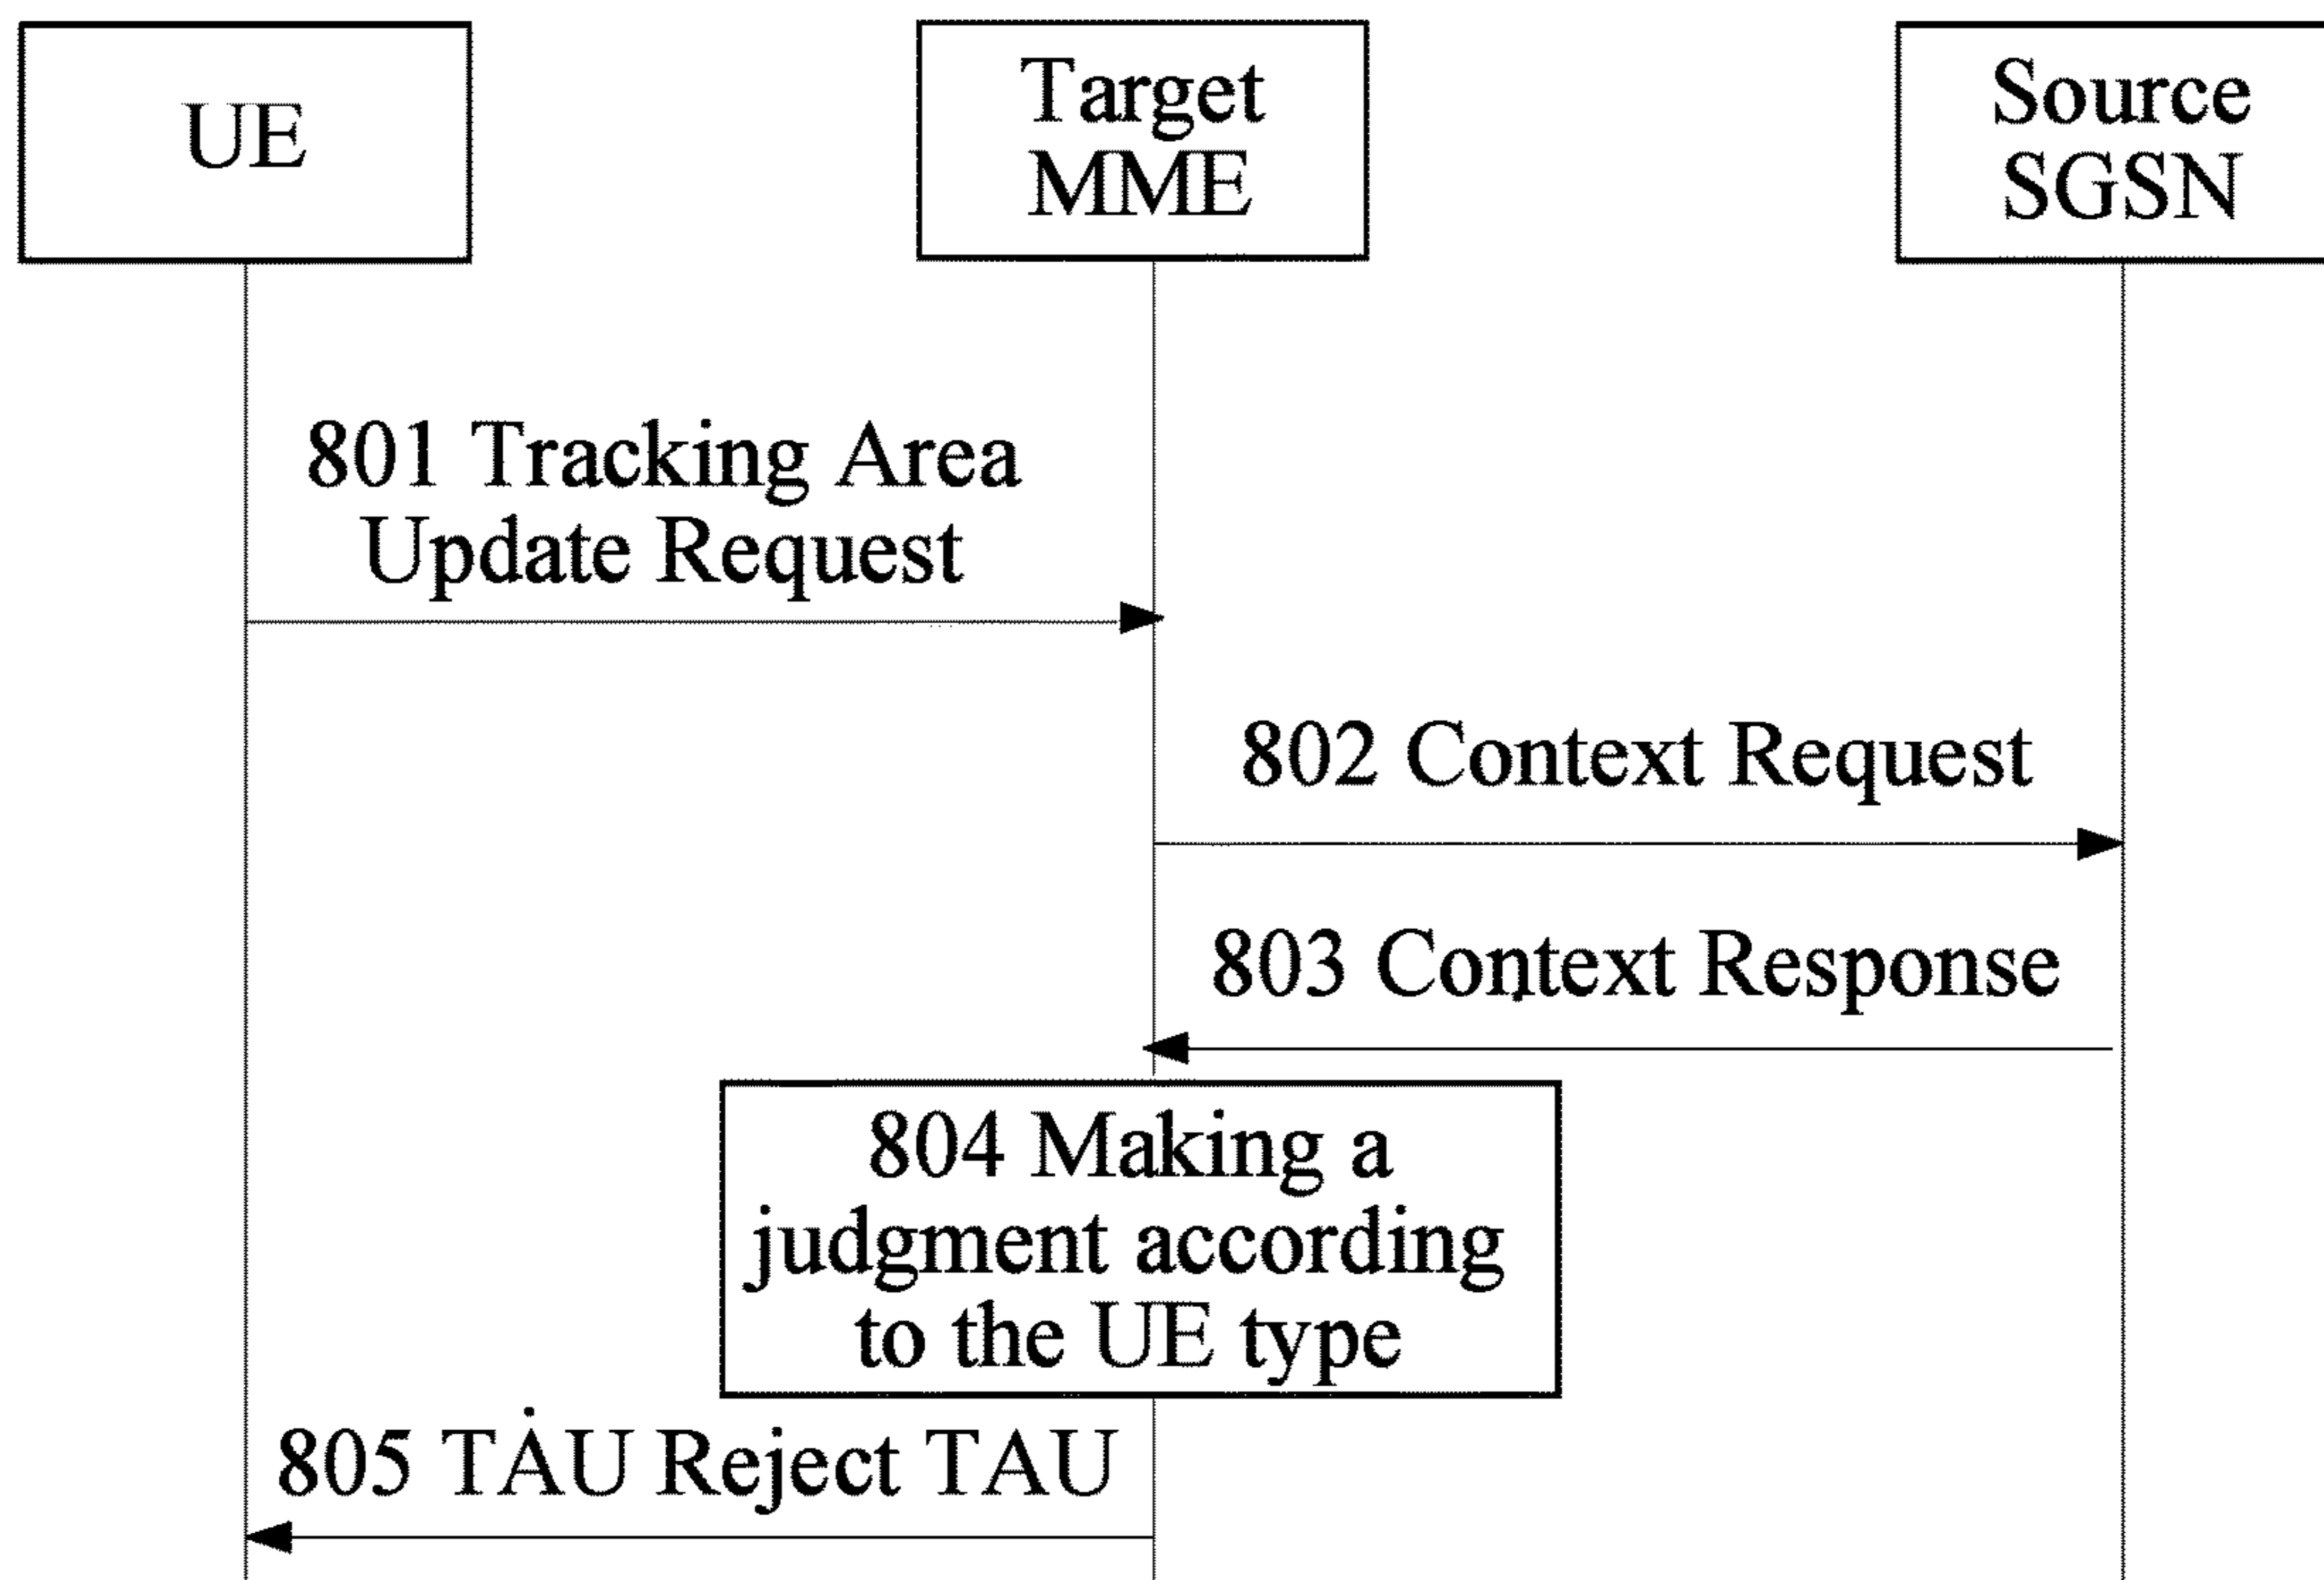 UE
Target
MME
Source
SGSN
801 Tracking Area
Update Request
802 Context Request
803 Context Response
804 Making a
judgment according
to the UE type
805 TAU Reject TAU